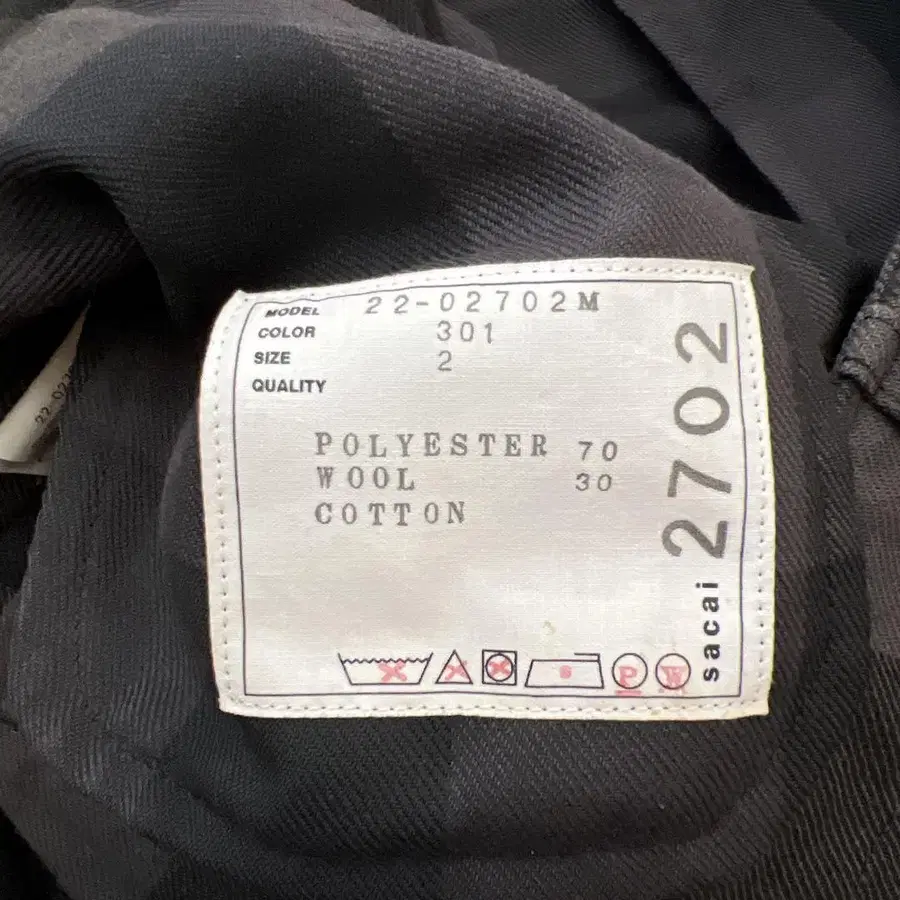 MODEL 22-02702M
COLOR 301
SIZE 2
QUALITY
POLYESTER 70
WOOL 30
COTTON
P W
sacai 2702